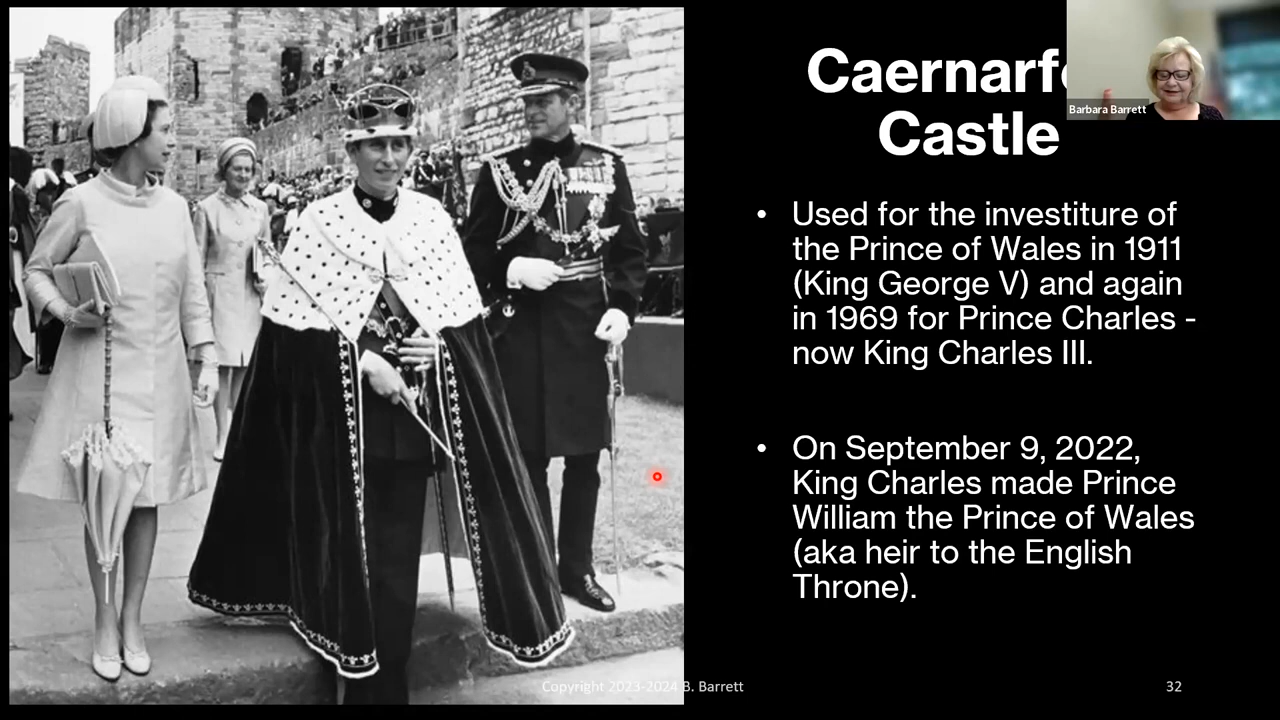 Caernarf
Castle
Barbara Barrett
• Used for the investiture of
the Prince of Wales in 1911
(King George V) and again
in 1969 for Prince Charles -
now King Charles III.
• On September 9, 2022,
King Charles made Prince
William the Prince of Wales
(aka heir to the English
Throne).
Copyright 2023-2024 B. Barrett
32